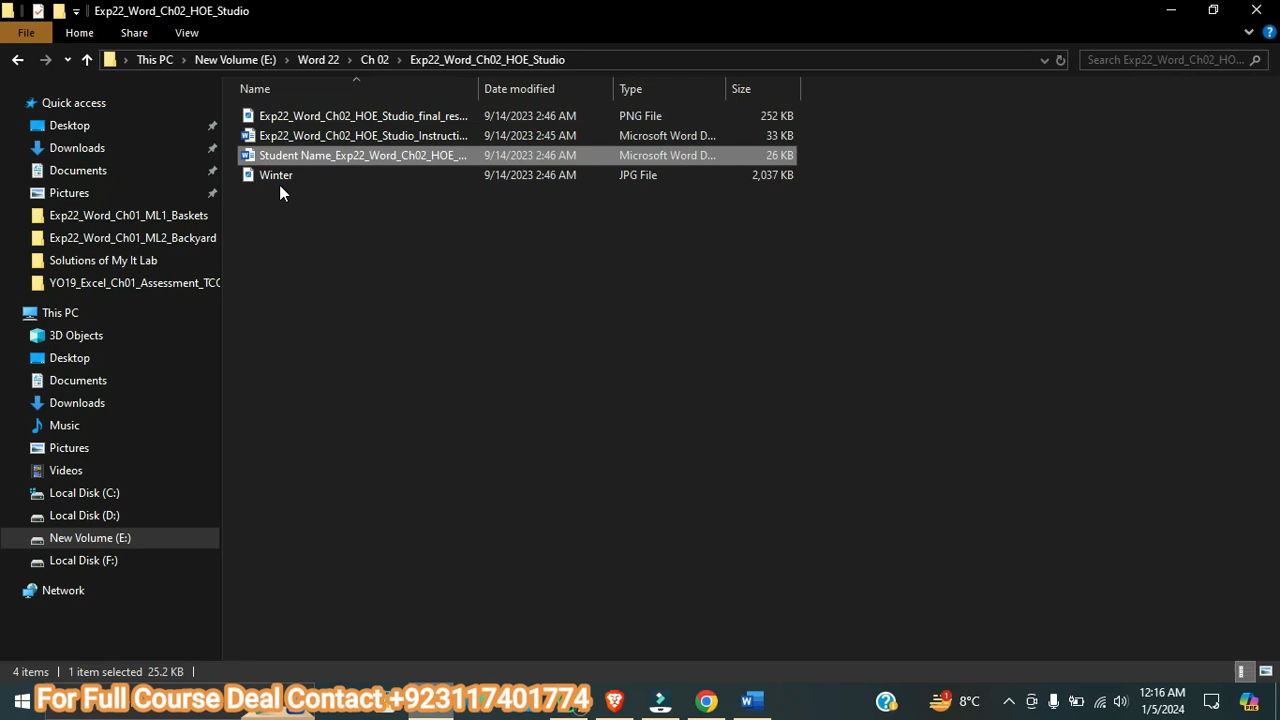 Exp22_Word_Ch02_HOE_Studio
File Home Share View
This PC New Volume (E:) Word 22 Ch 02 Exp22_Word_Ch02_HOE_Studio Search Exp22_Word_Ch02_HO...
Name Date modified Type Size
Exp22_Word_Ch02_HOE_Studio_final_res... 9/14/2023 2:46 AM PNG File 252 KB
Exp22_Word_Ch02_HOE_Studio_Instructi... 9/14/2023 2:45 AM Microsoft Word D... 33 KB
Student Name_Exp22_Word_Ch02_HOE_... 9/14/2023 2:46 AM Microsoft Word D... 26 KB
Winter 9/14/2023 2:46 AM JPG File 2,037 KB
Quick access
Desktop
Downloads
Documents
Pictures
Exp22_Word_Ch01_ML1_Baskets
Exp22_Word_Ch01_ML2_Backyard
Solutions of My It Lab
YO19_Excel_Ch01_Assessment_TCC
This PC
3D Objects
Desktop
Documents
Downloads
Music
Pictures
Videos
Local Disk (C:)
Local Disk (D:)
New Volume (E:)
Local Disk (F:)
Network
4 items 1 item selected 25.2 KB
For Full Course Deal Contact +923117401774
8°C
12:16 AM
1/5/2024